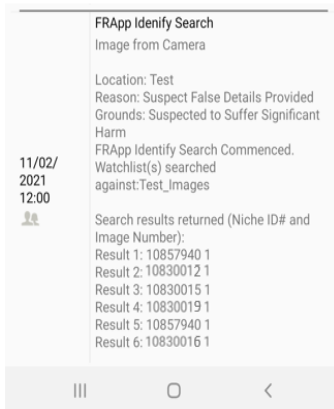 FRApp Idenify Search
Image from Camera
Location: Test
Reason: Suspect False Details Provided
Grounds: Suspected to Suffer Significant
Harm
FRApp Identify Search Commenced.
Watchlist(s) searched
against:Test_Images
11/02/
2021
12:00
Search results returned (Niche ID# and
Image Number):
Result 1: 10857940 1
Result 2: 10830012 1
Result 3: 10830015 1
Result 4: 10830019 1
Result 5: 10857940 1
Result 6: 10830016 1